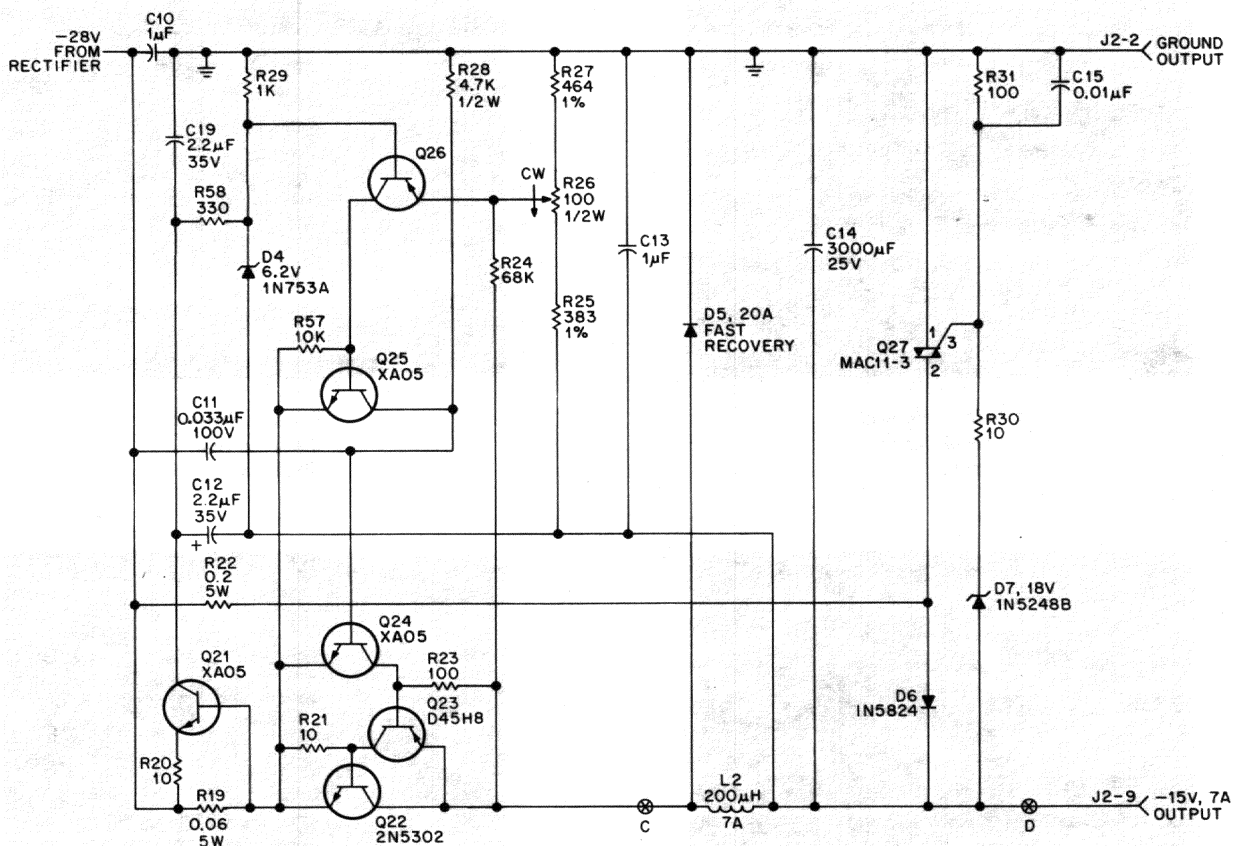 C10
1µF
-28V
FROM
RECTIFIER
J2-2
GROUND
OUTPUT
R29
1K
R28
4.7K
1/2 W
R27
464
1%
R31
100
C15
0.01µF
C19
2.2µF
35V
Q26
CW
R26
100
1/2W
R58
330
D4
6.2V
1N753A
R24
68K
C13
1µF
C14
3000µF
25V
R25
383
1%
D5, 20A
FAST
RECOVERY
R57
10K
Q25
XA05
1
3
2
Q27
MAC11-3
C11
0.033µF
100V
R30
10
C12
2.2µF
35V
+
R22
0.2
5W
D7, 18V
1N5248B
Q24
XA05
R23
100
Q21
XA05
Q23
D45H8
D6
1N5824
R21
10
R20
10
R19
0.06
5W
Q22
2N5302
C
L2
200µH
7A
D
J2-9
-15V, 7A
OUTPUT